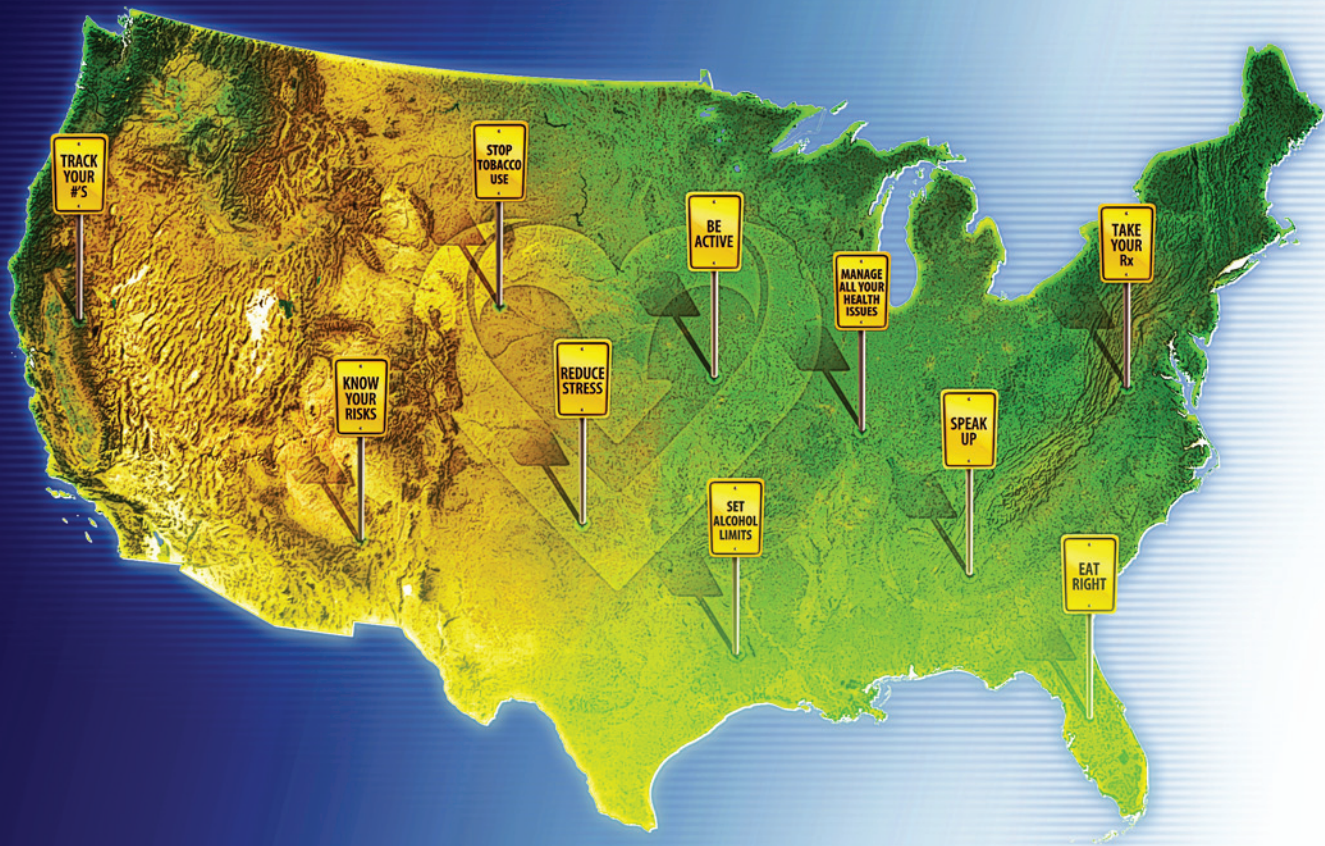 TRACK
YOUR
#'S
STOP
TOBACCO
USE
BE
ACTIVE
MANAGE
ALL YOUR
HEALTH
ISSUES
TAKE
YOUR
Rx
KNOW
YOUR
RISKS
REDUCE
STRESS
SPEAK
UP
SET
ALCOHOL
LIMITS
EAT
RIGHT